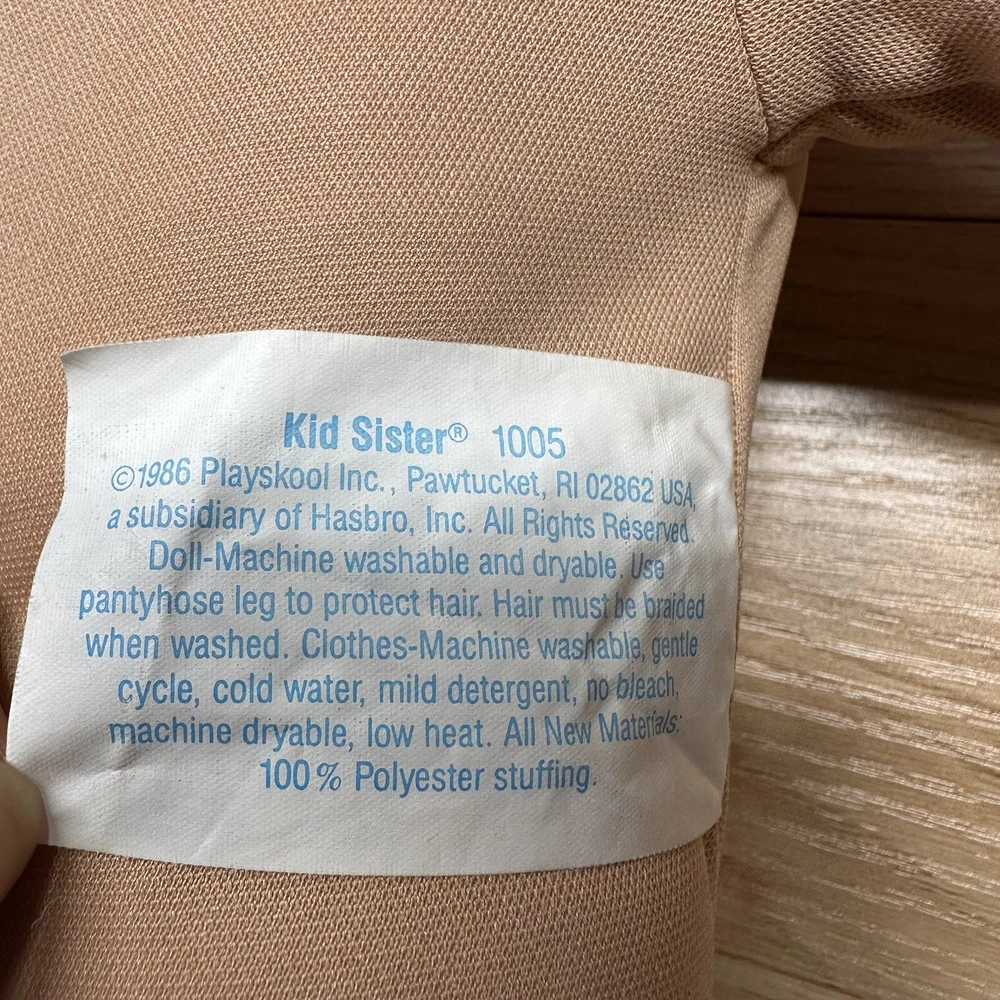 Kid Sister® 1005
©1986 Playskool Inc., Pawtucket, RI 02862 USA,
a subsidiary of Hasbro, Inc. All Rights Reserved.
Doll-Machine washable and dryable. Use
pantyhose leg to protect hair. Hair must be braided
when washed. Clothes-Machine washable, gentle
cycle, cold water, mild detergent, no bleach,
machine dryable, low heat. All New Materials:
100% Polyester stuffing.